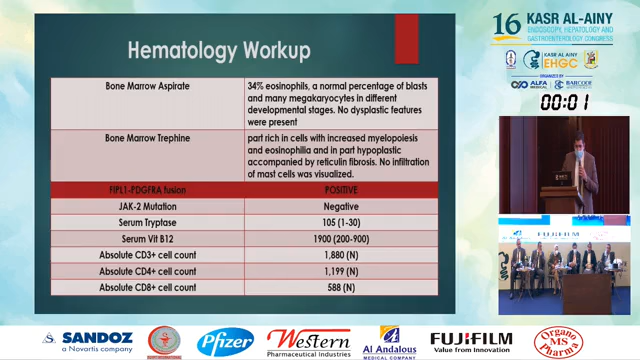 Hematology Workup
Bone Marrow Aspirate
34% eosinophils, a normal percentage of blasts
and many megakaryocytes in different
developmental stages. No dysplastic features
were present
Bone Marrow Trephine
part rich in cells with increased myelopoiesis
and eosinophilia and in part hypoplastic
accompanied by reticulin fibrosis. No infiltration
of mast cells was visualized.
FIPL1-PDGFRA fusion POSITIVE
JAK-2 Mutation Negative
Serum Tryptase 105 (1-30)
Serum Vit B12 1900 (200-900)
Absolute CD3+ cell count 1,880 (N)
Absolute CD4+ cell count 1,199 (N)
Absolute CD8+ cell count 588 (N)
16 KASR AL-AINY
ENDOSCOPY, HEPATOLOGY AND
GASTROENTEROLOGY CONGRESS
KASR AL-AINY
EHGC
ORGANIZED BY
ALFA
MEDICAL
BARCODE
00:01
FUJIFILM
SANDOZ
a Novartis company
Pfizer
Western
Pharmaceutical Industries
Al Andalous
MEDICAL COMPANY
FUJIFILM
Value from Innovation
Organo
MS
Pharma